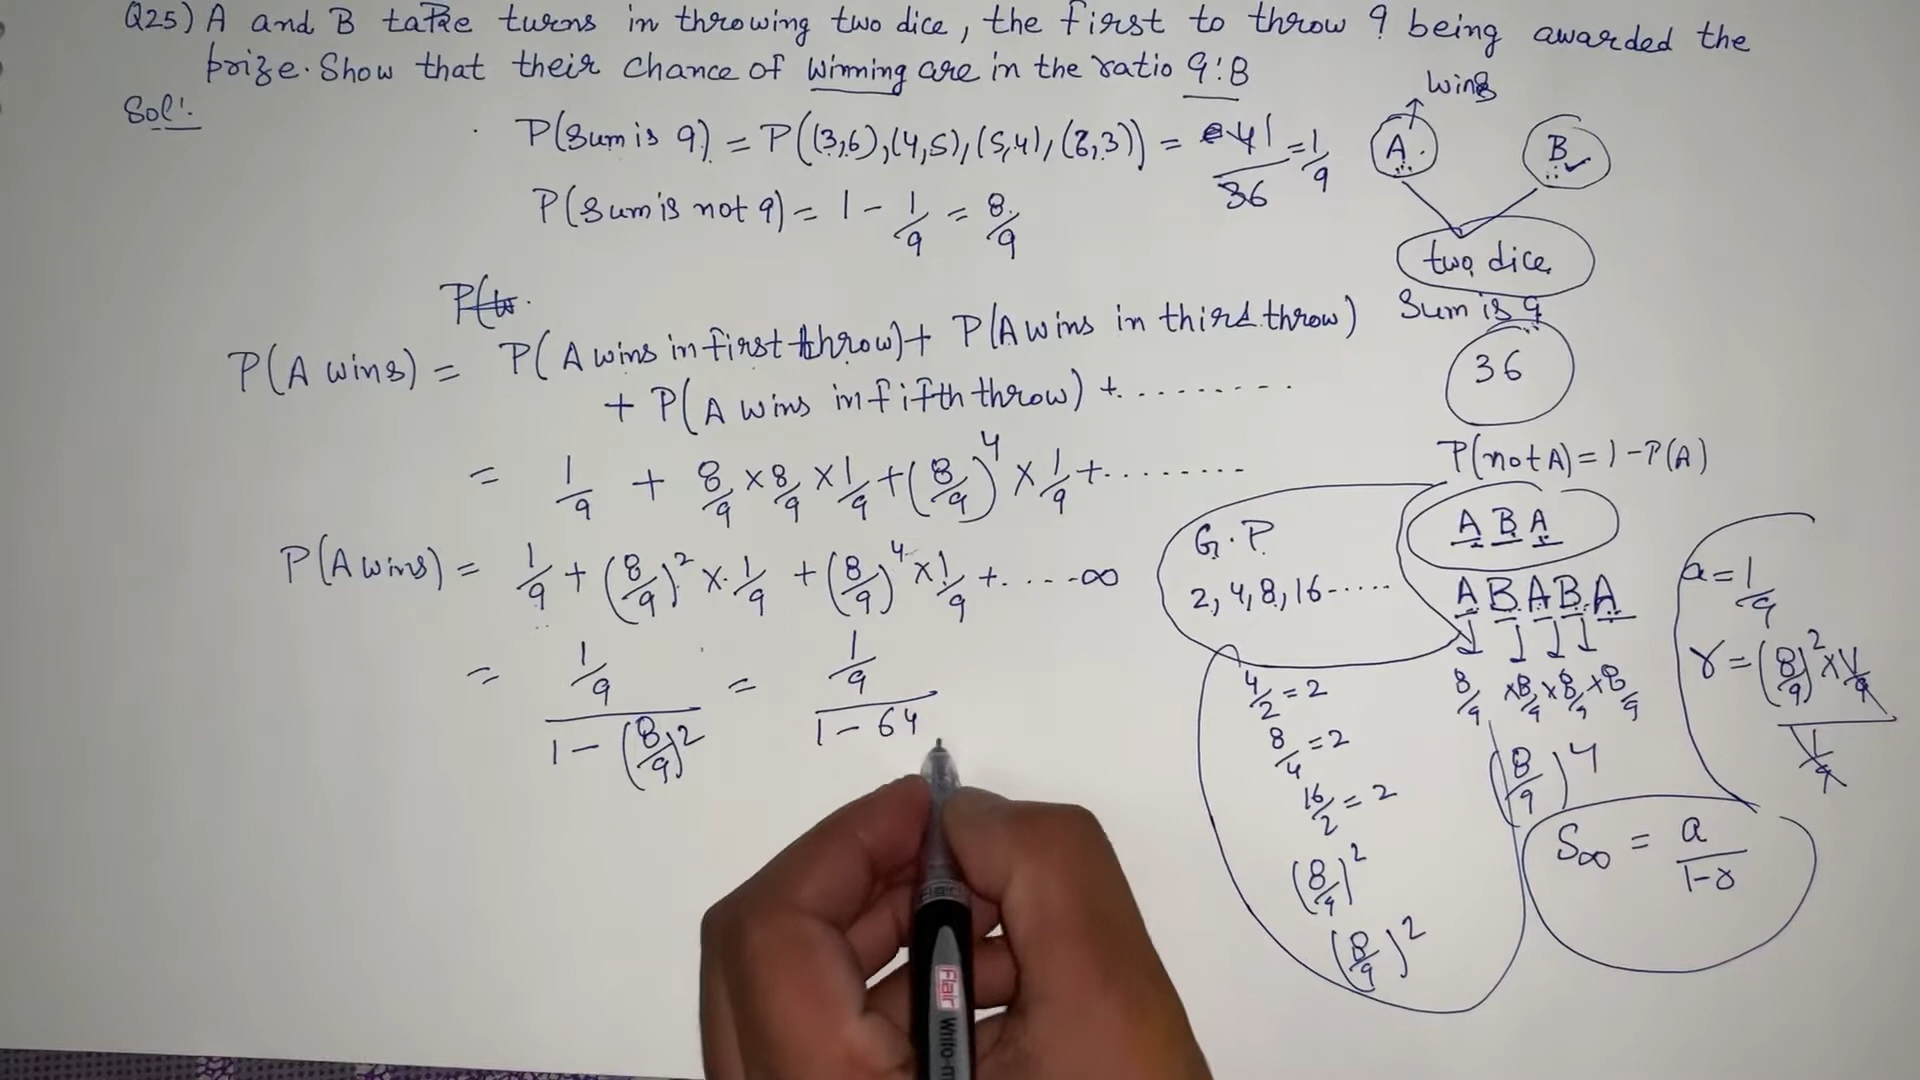 Q25) A and B take turns in throwing two dice, the first to throw 9 being awarded the
prize. Show that their chance of winning are in the ratio 9:8
Sol:
P(sum is 9) = P((3,6),(4,5),(5,4),(6,3)) = 4/36 = 1/9
P(sum is not 9) = 1 - 1/9 = 8/9
P(
P(A wins) = P(A wins in first throw) + P(A wins in third throw)
+ P(A wins in fifth throw) + ........
= 1/9 + 8/9 × 8/9 × 1/9 + (8/9)^4 × 1/9 + ........
P(A wins) = 1/9 + (8/9)^2 × 1/9 + (8/9)^4 × 1/9 + .....∞
= 1/9 / 1 - (8/9)^2 = 1/9 / 1 - 64
wins
A
B
two dice
Sum is 9
36
P(not A) = 1 - P(A)
A B A
G.P
2, 4, 8, 16 .....
A B A B A
8/9 × 8/9 × 8/9 × 8/9
(8/9)^4
4/2 = 2
8/4 = 2
16/2 = 2
(8/9)^2
(8/9)^2
a = 1/9
r = (8/9)^2 × 1/9 / 1/9
S∞ = a / 1-r
Flair
Writo-m